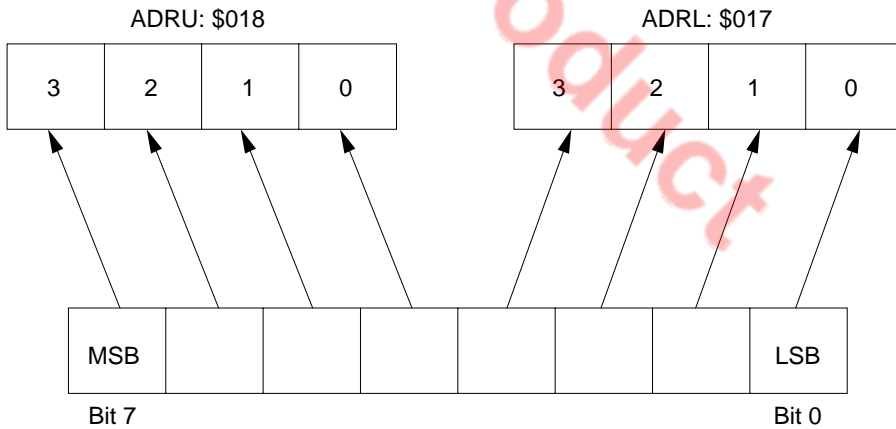 ADRU: $018 ADRL: $017
3 2 1 0 3 2 1 0
MSB LSB
Bit 7 Bit 0